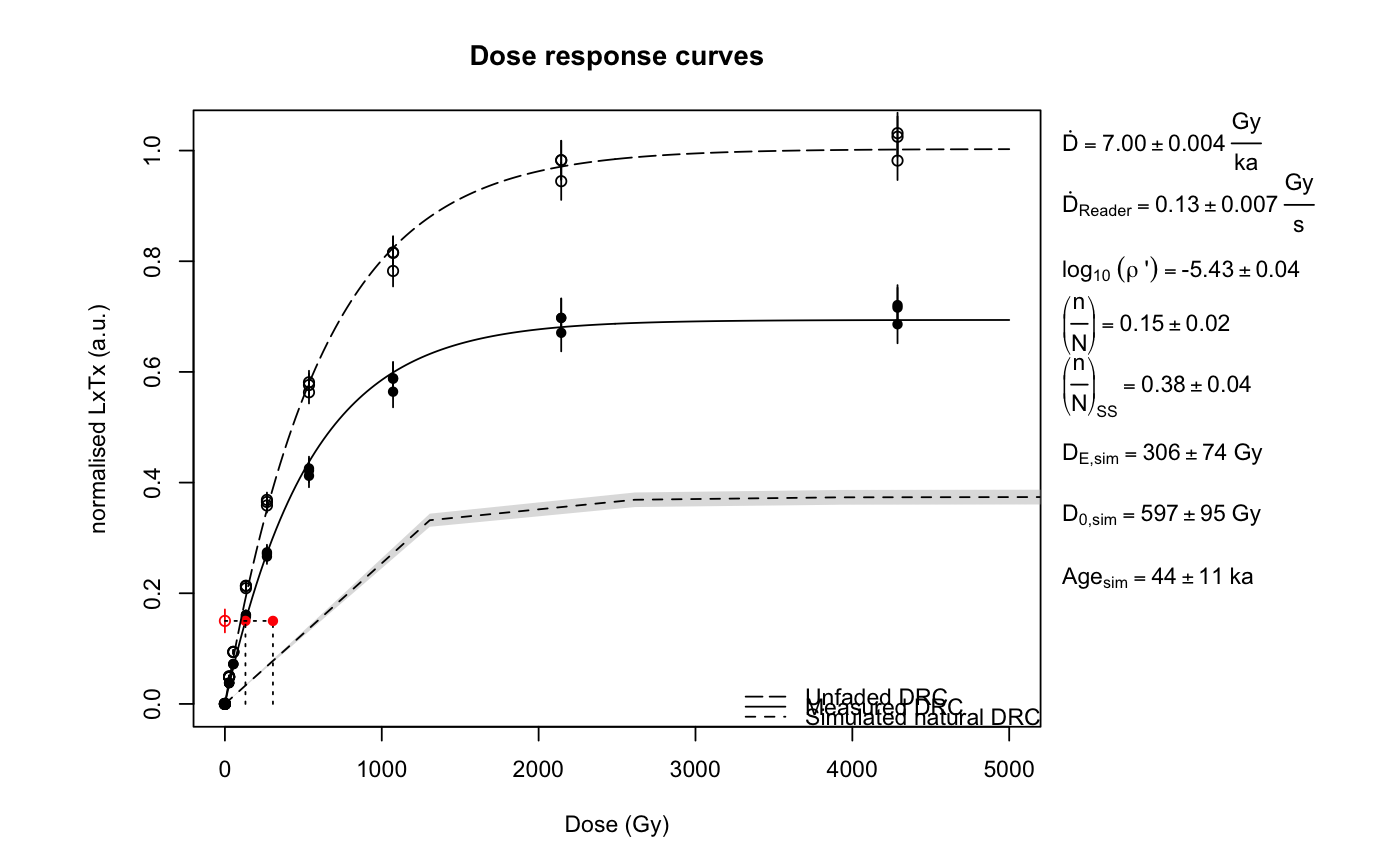 Dose response curves
normalised LxTx (a.u.)
1.0
0.8
0.6
0.4
0.2
0.0
0 1000 2000 3000 4000 5000
Dose (Gy)
Unfaded DRC
Measured DRC
Simulated natural DRC
Ḋ = 7.00 ± 0.004 Gy/ka
Ḋ_Reader = 0.13 ± 0.007 Gy/s
log₁₀ (ρ ') = -5.43 ± 0.04
(n/N) = 0.15 ± 0.02
(n/N)_SS = 0.38 ± 0.04
D_E,sim = 306 ± 74 Gy
D_0,sim = 597 ± 95 Gy
Age_sim = 44 ± 11 ka